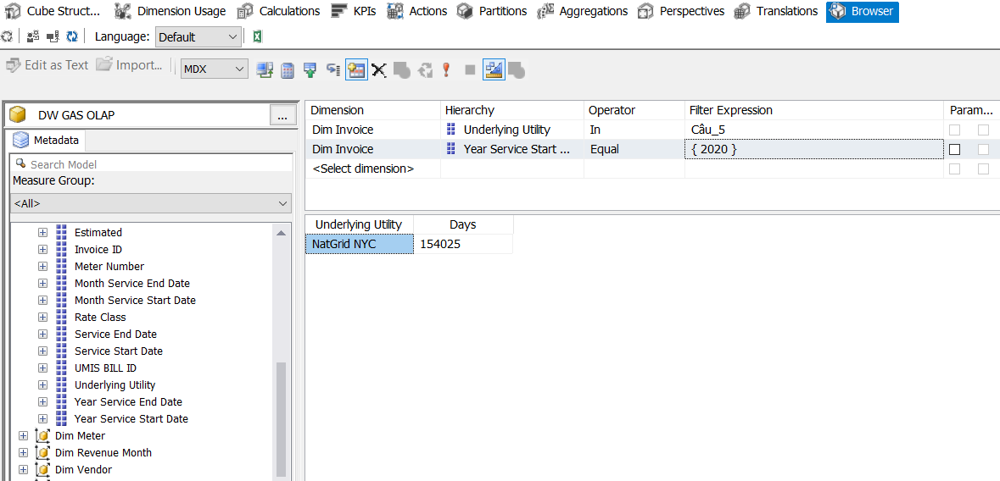 Cube Struct... Dimension Usage Calculations KPIs Actions Partitions Aggregations Perspectives Translations Browser
Language: Default
Edit as Text Import... MDX
DW GAS OLAP ...
Metadata
Search Model
Measure Group:
<All>
Estimated
Invoice ID
Meter Number
Month Service End Date
Month Service Start Date
Rate Class
Service End Date
Service Start Date
UMIS BILL ID
Underlying Utility
Year Service End Date
Year Service Start Date
Dim Meter
Dim Revenue Month
Dim Vendor
Dimension Hierarchy Operator Filter Expression Param...
Dim Invoice Underlying Utility In Câu_5
Dim Invoice Year Service Start ... Equal { 2020 }
<Select dimension>
Underlying Utility Days
NatGrid NYC 154025